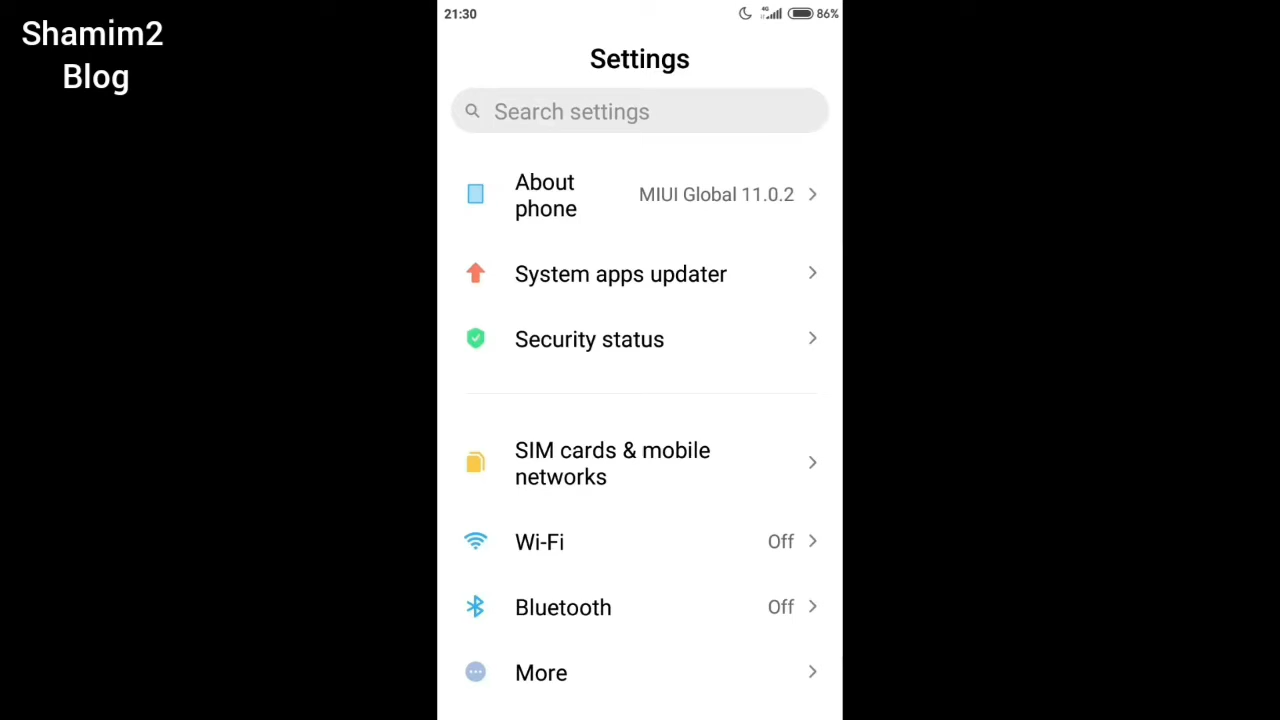 Shamim2
Blog
21:30
4G
86%
Settings
Search settings
About
phone
MIUI Global 11.0.2
System apps updater
Security status
SIM cards & mobile
networks
Wi-Fi
Off
Bluetooth
Off
More